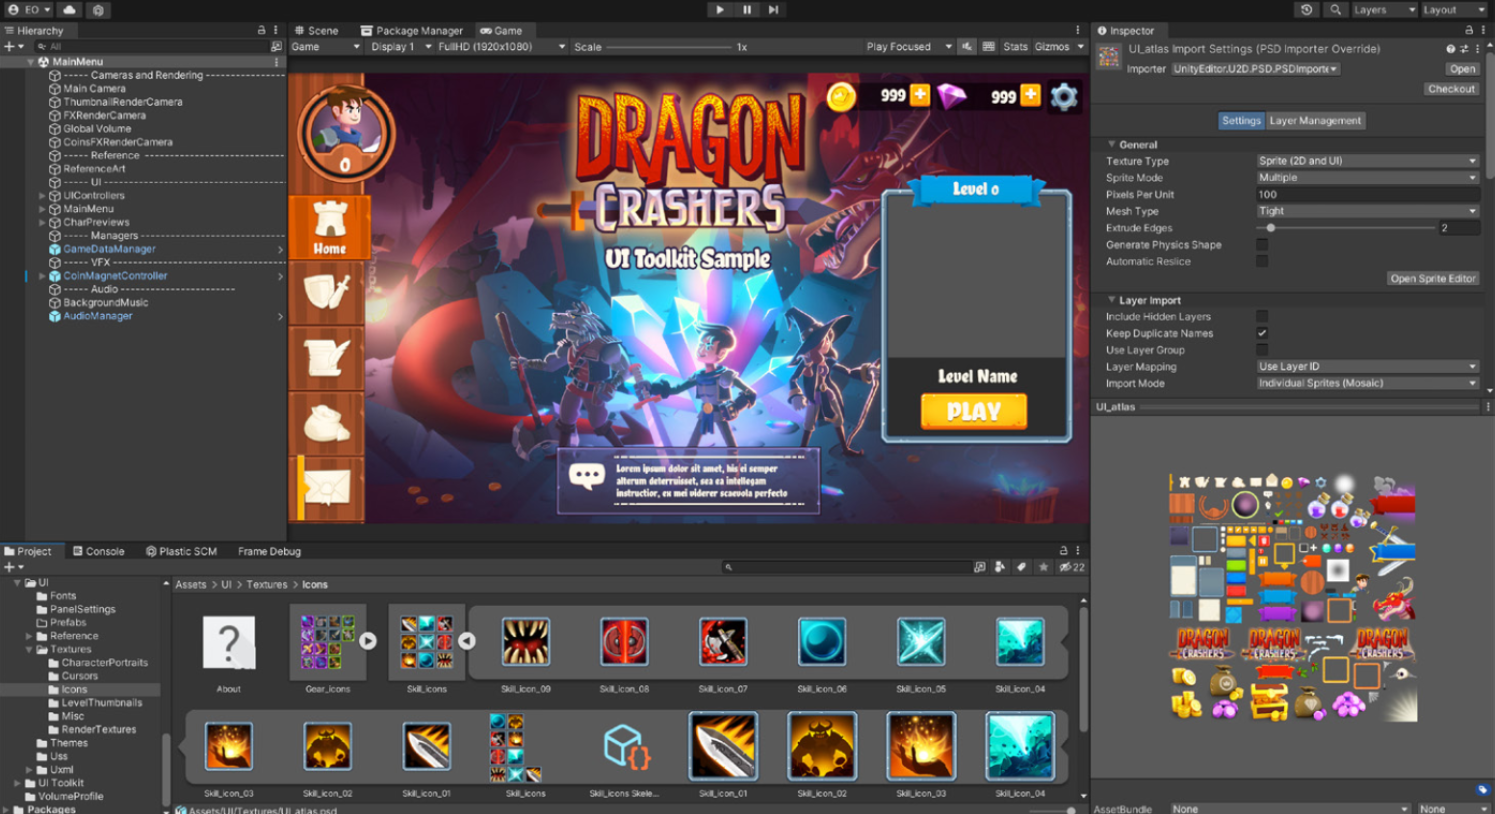 EO
Layers
Layout
Hierarchy
All
MainMenu
----- Cameras and Rendering
Main Camera
ThumbnailRenderCamera
FXRenderCamera
Global Volume
CoinsFXRenderCamera
----- Reference
ReferenceArt
----- UI
UIControllers
MainMenu
CharPreviews
----- Managers
GameDataManager
----- VFX
CoinMagnetController
----- Audio
BackgroundMusic
AudioManager
Scene
Package Manager
Game
Game
Display 1
FullHD (1920x1080)
Scale
1x
Play Focused
Stats
Gizmos
0
Home
DRAGON
CRASHERS
UI Toolkit Sample
999
999
Level 0
Level Name
PLAY
Lorem ipsum dolor sit amet, his ei semper
alterum deterruisset, sea ea intellegam
instructior, ex mei viderer scaevola perfecto
Inspector
UI_atlas Import Settings (PSD Importer Override)
Importer
UnityEditor.U2D.PSD.PSDImporte
Open
Checkout
Settings
Layer Management
General
Texture Type
Sprite (2D and UI)
Sprite Mode
Multiple
Pixels Per Unit
100
Mesh Type
Tight
Extrude Edges
2
Generate Physics Shape
Automatic Reslice
Open Sprite Editor
Layer Import
Include Hidden Layers
Keep Duplicate Names
Use Layer Group
Layer Mapping
Use Layer ID
Import Mode
Individual Sprites (Mosaic)
UI_atlas
DRAGON
CRASHERS
DRAGON
CRASHERS
DRAGON
CRASHERS
AssetBundle
None
None
Project
Console
Plastic SCM
Frame Debug
22
UI
Fonts
PanelSettings
Prefabs
Reference
Textures
CharacterPortraits
Cursors
Icons
LevelThumbnails
Misc
RenderTextures
Themes
Uss
Uxml
UI Toolkit
VolumeProfile
Packages
Assets > UI > Textures > Icons
About
Gear_icons
Skill_icons
Skill_icon_09
Skill_icon_08
Skill_icon_07
Skill_icon_06
Skill_icon_05
Skill_icon_04
Skill_icon_03
Skill_icon_02
Skill_icon_01
Skill_icons
Skill_icons Skele...
Skill_icon_01
Skill_icon_02
Skill_icon_03
Skill_icon_04
Assets/UI/Textures/UI_atlas.psd